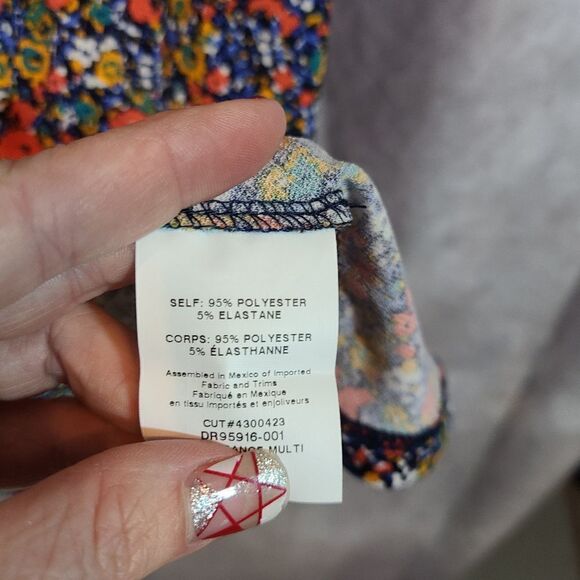 SELF: 95% POLYESTER
5% ELASTANE
CORPS: 95% POLYESTER
5% ÉLASTHANNE
Assembled in Mexico of Imported
Fabric and Trims
Fabriqué en Mexique
en tissu importés et enjoliveurs
CUT#4300423
DR95916-001
MULTI